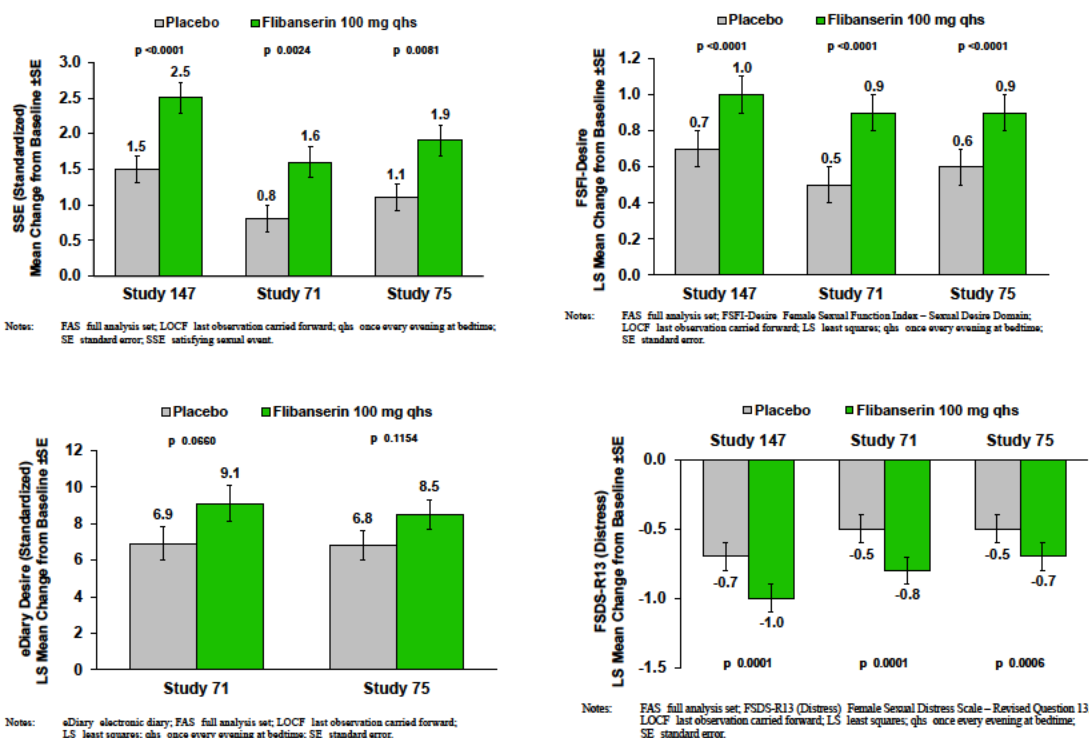 Placebo Flibanserin 100 mg qhs
p <0.0001 p 0.0024 p 0.0081
SSE (Standardized)
Mean Change from Baseline ±SE
3.0
2.5
2.0
1.5
1.0
0.5
0.0
1.5 2.5 0.8 1.6 1.1 1.9
Study 147 Study 71 Study 75
Notes: FAS full analysis set; LOCF last observation carried forward; qhs once every evening at bedtime;
SE standard error; SSE satisfying sexual event.
Placebo Flibanserin 100 mg qhs
p <0.0001 p <0.0001 p <0.0001
FSFI-Desire
LS Mean Change from Baseline ±SE
1.2
1.0
0.8
0.6
0.4
0.2
0.0
0.7 1.0 0.5 0.9 0.6 0.9
Study 147 Study 71 Study 75
Notes: FAS full analysis set; FSFI-Desire Female Sexual Function Index – Sexual Desire Domain;
LOCF last observation carried forward; LS least squares; qhs once every evening at bedtime;
SE standard error.
Placebo Flibanserin 100 mg qhs
p 0.0660 p 0.1154
eDiary Desire (Standardized)
LS Mean Change from Baseline ±SE
12
10
8
6
4
2
0
6.9 9.1 6.8 8.5
Study 71 Study 75
Notes: eDiary electronic diary; FAS full analysis set; LOCF last observation carried forward;
LS least squares; qhs once every evening at bedtime; SE standard error.
Placebo Flibanserin 100 mg qhs
Study 147 Study 71 Study 75
FSDS-R13 (Distress)
LS Mean Change from Baseline ±SE
0.0
-0.5
-1.0
-1.5
-0.7 -1.0 -0.5 -0.8 -0.5 -0.7
p 0.0001 p 0.0001 p 0.0006
Notes: FAS full analysis set; FSDS-R13 (Distress) Female Sexual Distress Scale – Revised Question 13
LOCF last observation carried forward; LS least squares; qhs once every evening at bedtime;
SE standard error.